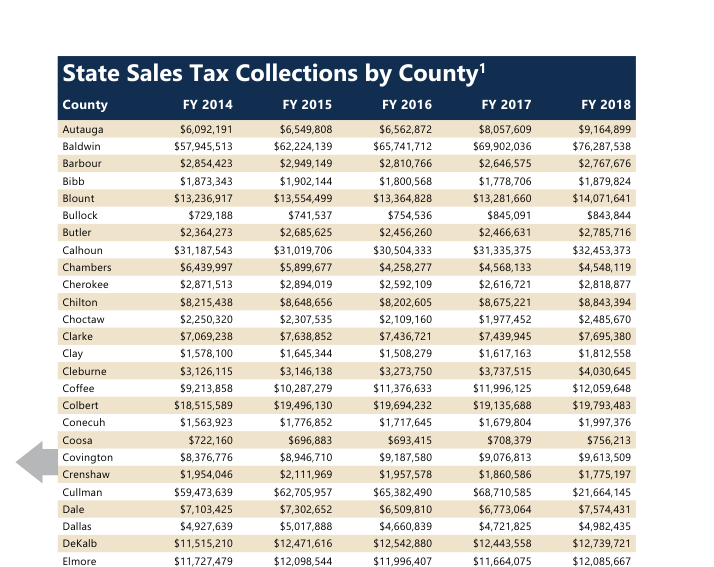 State Sales Tax Collections by County1
County FY 2014 FY 2015 FY 2016 FY 2017 FY 2018
Autauga $6,092,191 $6,549,808 $6,562,872 $8,057,609 $9,164,899
Baldwin $57,945,513 $62,224,139 $65,741,712 $69,902,036 $76,287,538
Barbour $2,854,423 $2,949,149 $2,810,766 $2,646,575 $2,767,676
Bibb $1,873,343 $1,902,144 $1,800,568 $1,778,706 $1,879,824
Blount $13,236,917 $13,554,499 $13,364,828 $13,281,660 $14,071,641
Bullock $729,188 $741,537 $754,536 $845,091 $843,844
Butler $2,364,273 $2,685,625 $2,456,260 $2,466,631 $2,785,716
Calhoun $31,187,543 $31,019,706 $30,504,333 $31,335,375 $32,453,373
Chambers $6,439,997 $5,899,677 $4,258,277 $4,568,133 $4,548,119
Cherokee $2,871,513 $2,894,019 $2,592,109 $2,616,721 $2,818,877
Chilton $8,215,438 $8,648,656 $8,202,605 $8,675,221 $8,843,394
Choctaw $2,250,320 $2,307,535 $2,109,160 $1,977,452 $2,485,670
Clarke $7,069,238 $7,638,852 $7,436,721 $7,439,945 $7,695,380
Clay $1,578,100 $1,645,344 $1,508,279 $1,617,163 $1,812,558
Cleburne $3,126,115 $3,146,138 $3,273,750 $3,737,515 $4,030,645
Coffee $9,213,858 $10,287,279 $11,376,633 $11,996,125 $12,059,648
Colbert $18,515,589 $19,496,130 $19,694,232 $19,135,688 $19,793,483
Conecuh $1,563,923 $1,776,852 $1,717,645 $1,679,804 $1,997,376
Coosa $722,160 $696,883 $693,415 $708,379 $756,213
Covington $8,376,776 $8,946,710 $9,187,580 $9,076,813 $9,613,509
Crenshaw $1,954,046 $2,111,969 $1,957,578 $1,860,586 $1,775,197
Cullman $59,473,639 $62,705,957 $65,382,490 $68,710,585 $21,664,145
Dale $7,103,425 $7,302,652 $6,509,810 $6,773,064 $7,574,431
Dallas $4,927,639 $5,017,888 $4,660,839 $4,721,825 $4,982,435
DeKalb $11,515,210 $12,471,616 $12,542,880 $12,443,558 $12,739,721
Elmore $11,727,479 $12,098,544 $11,996,407 $11,664,075 $12,085,667